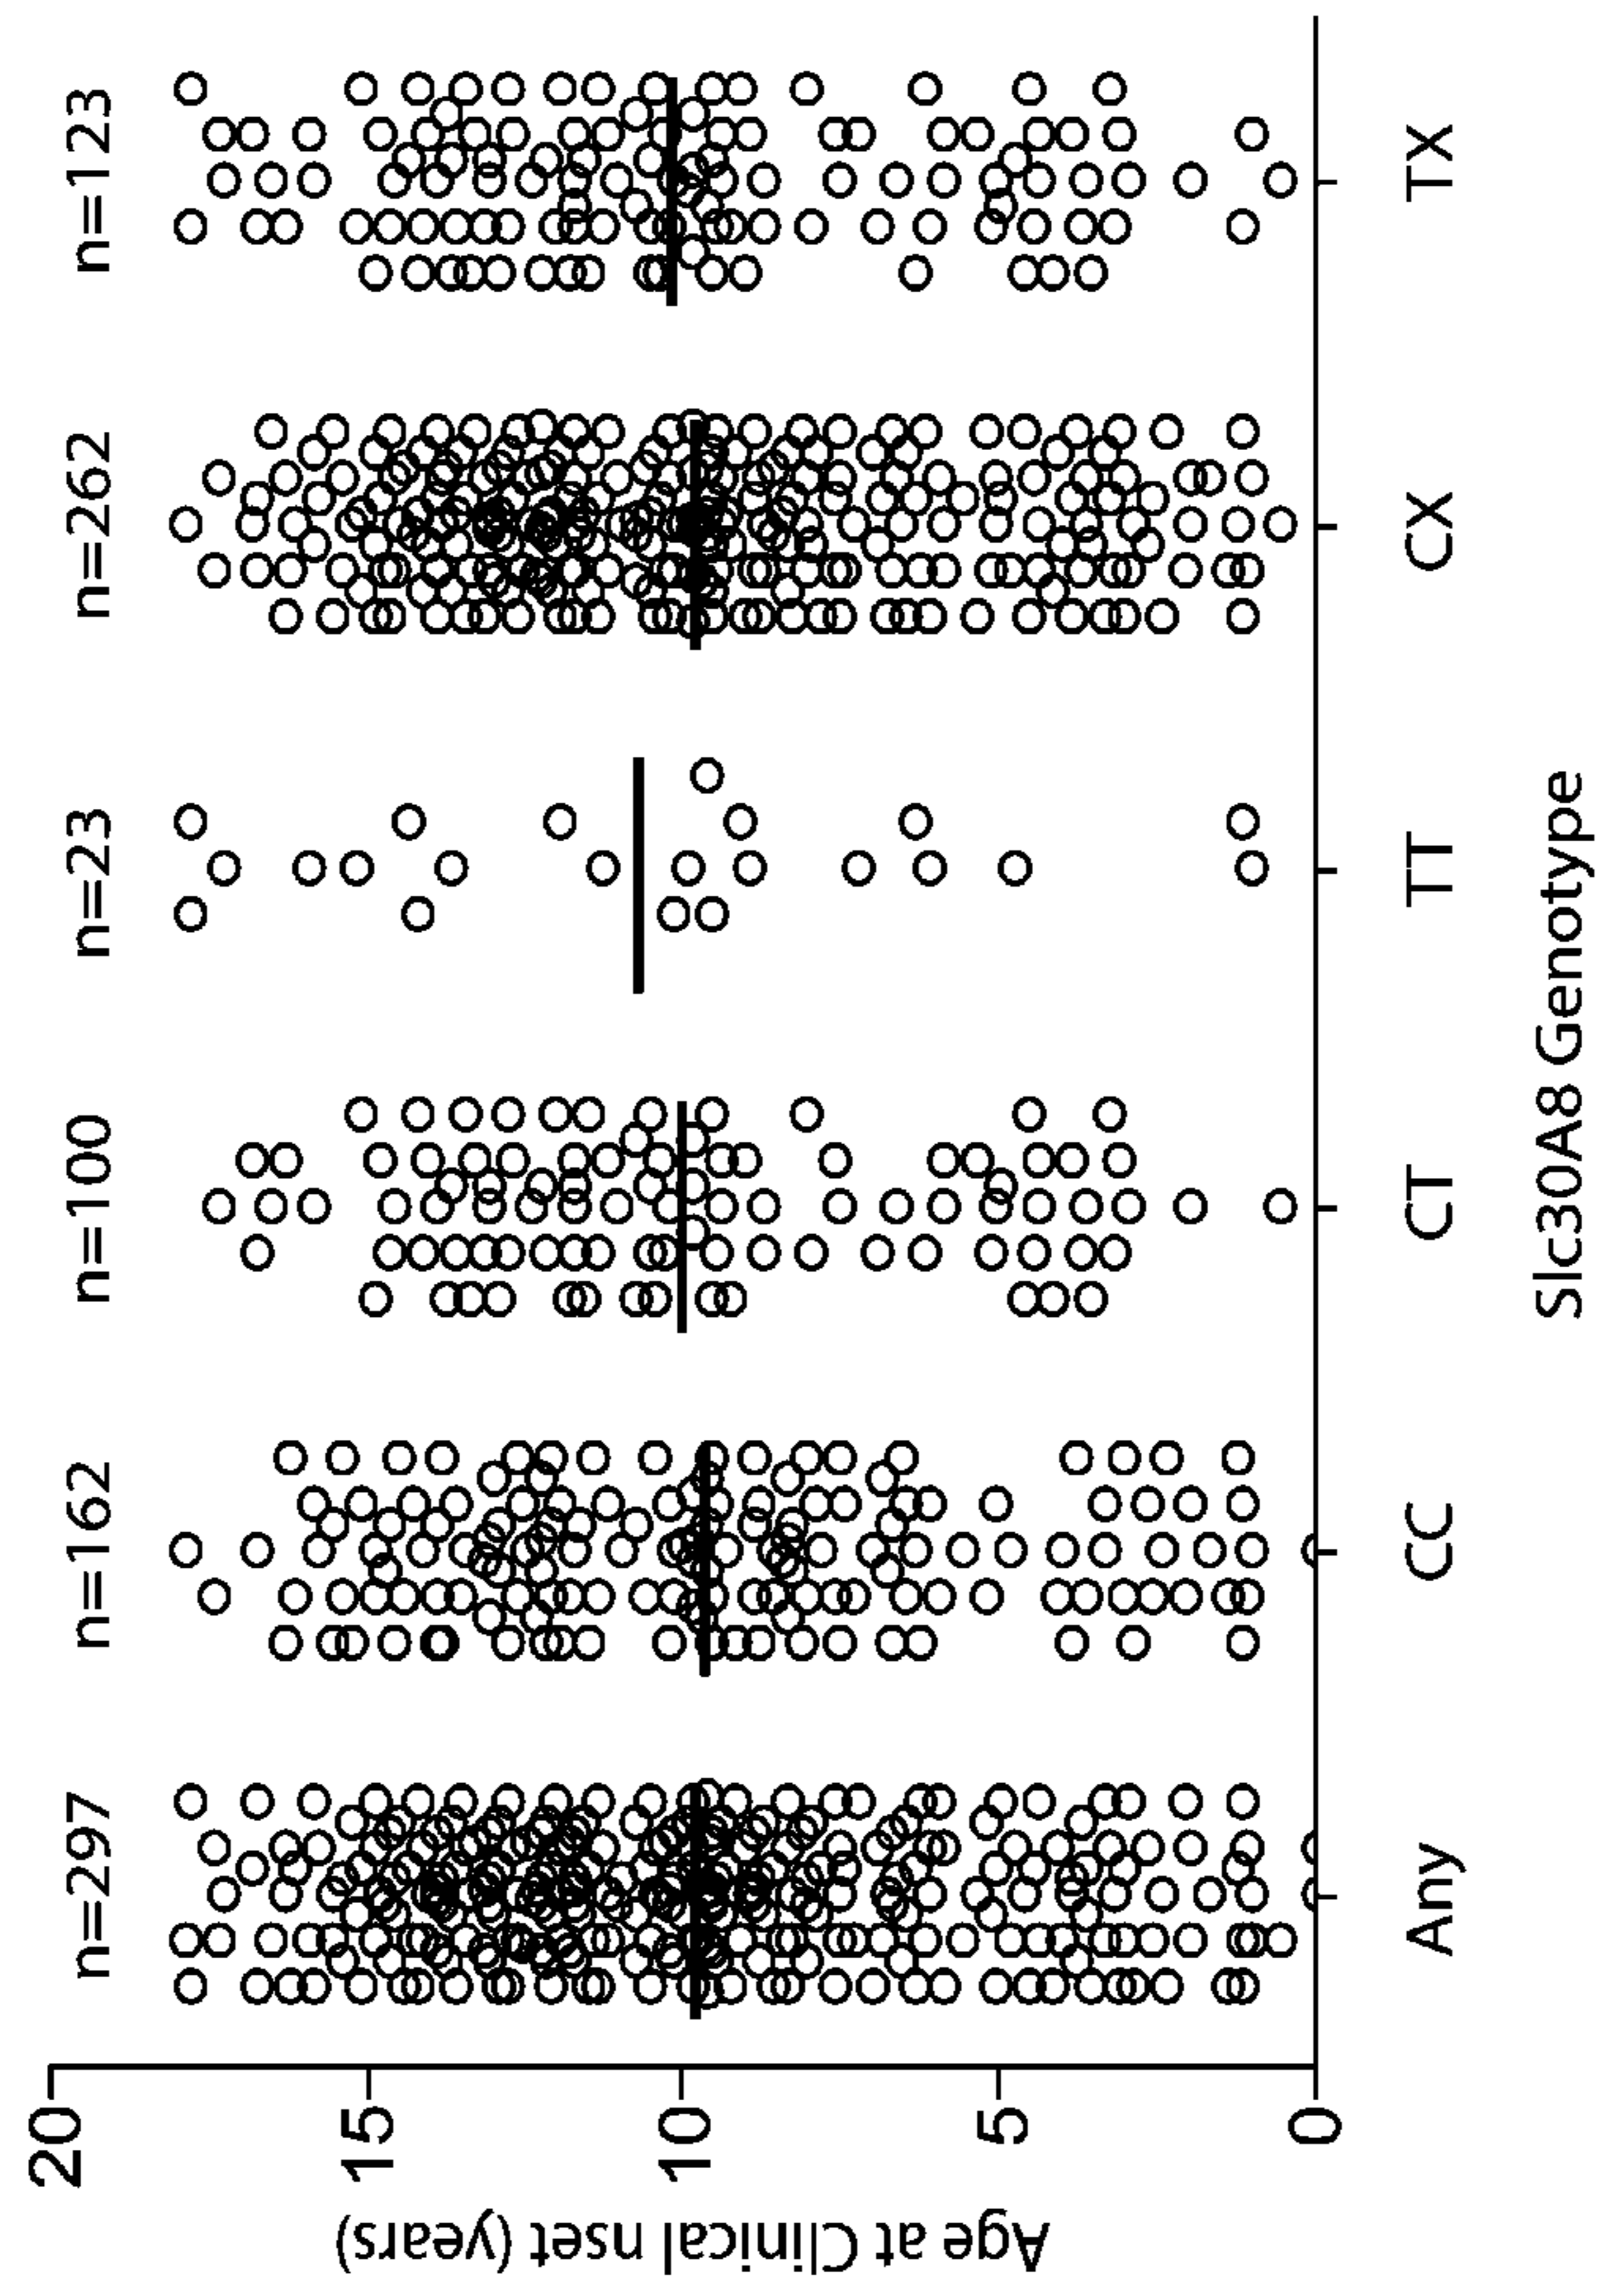 n=297 n=162 n=100 n=23 n=262 n=123
20
15
10
5
0
Age at Clinical nset (years)
Any CC CT TT CX TX
Slc30A8 Genotype